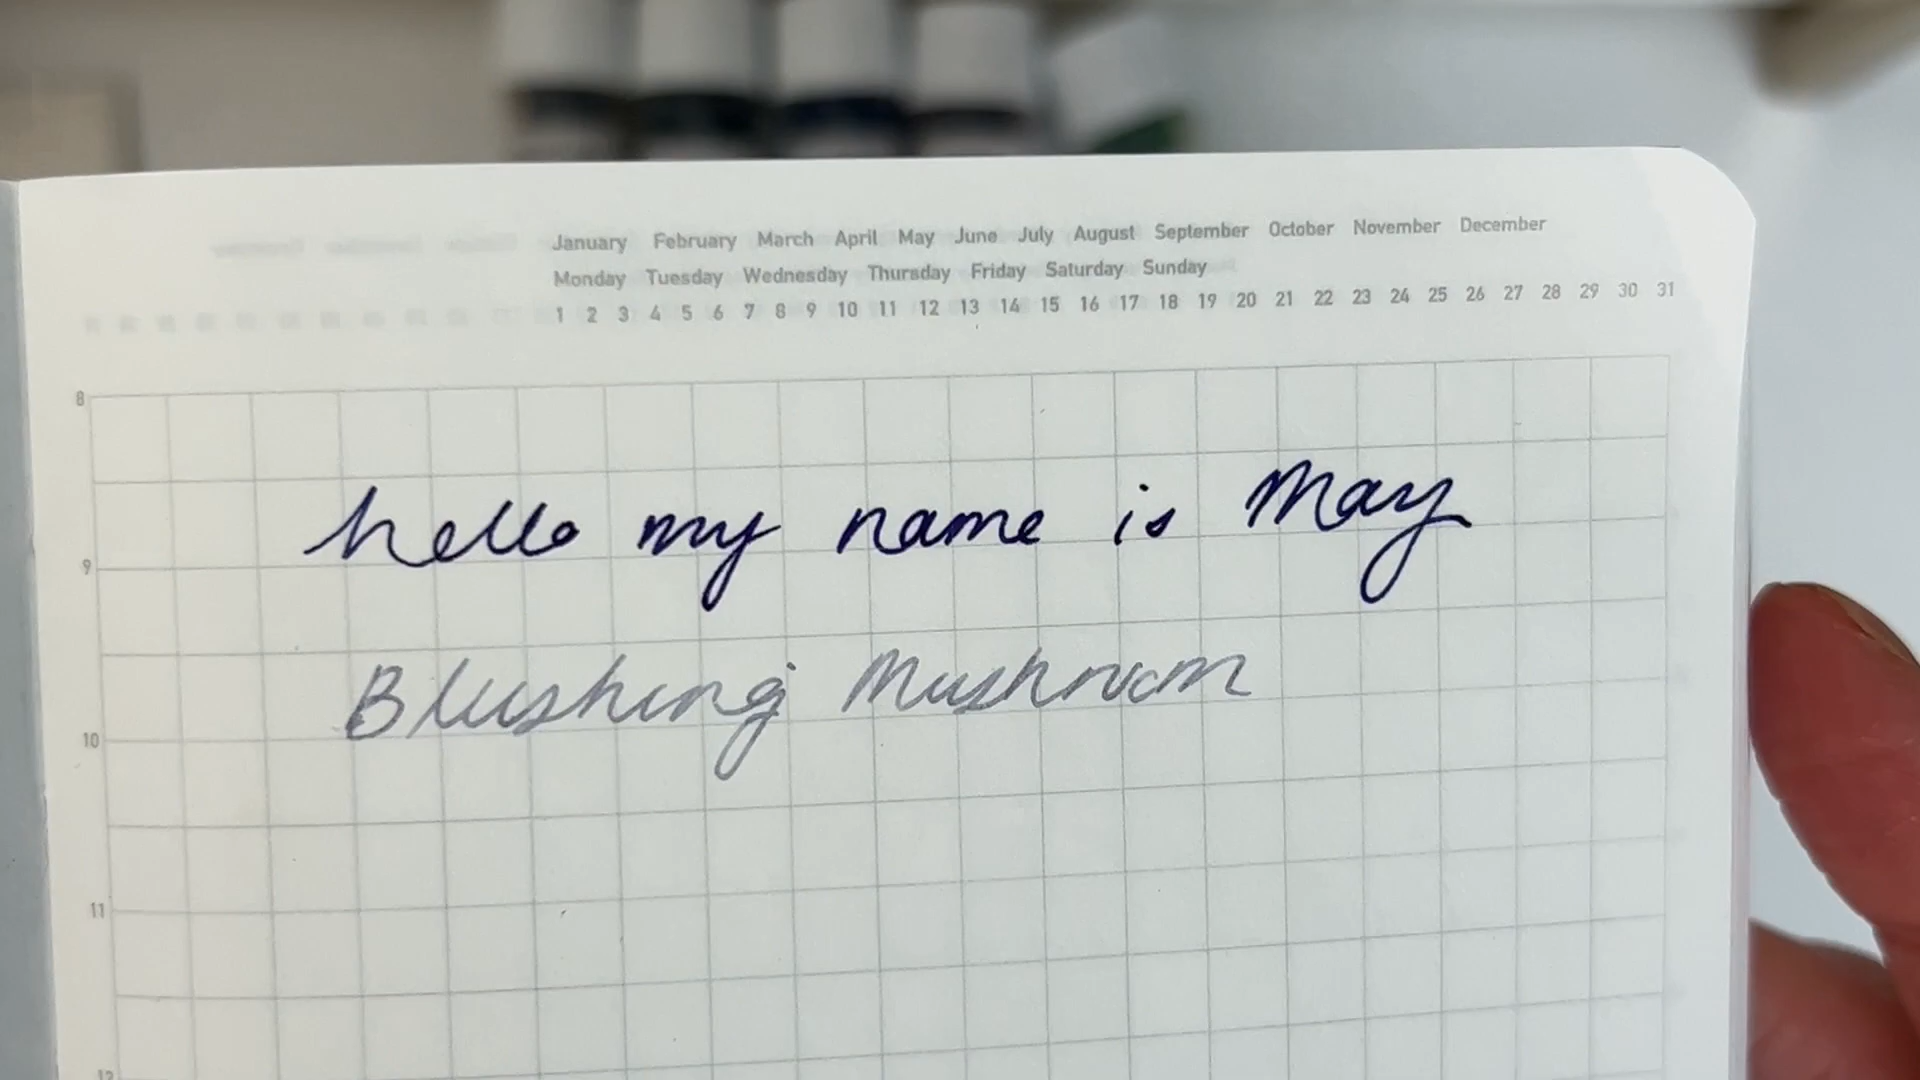 January February March April May June July August September October November December
Monday Tuesday Wednesday Thursday Friday Saturday Sunday
1 2 3 4 5 6 7 8 9 10 11 12 13 14 15 16 17 18 19 20 21 22 23 24 25 26 27 28 29 30 31
8
hello my name is May
9
Blushing Mushroom
10
11
12